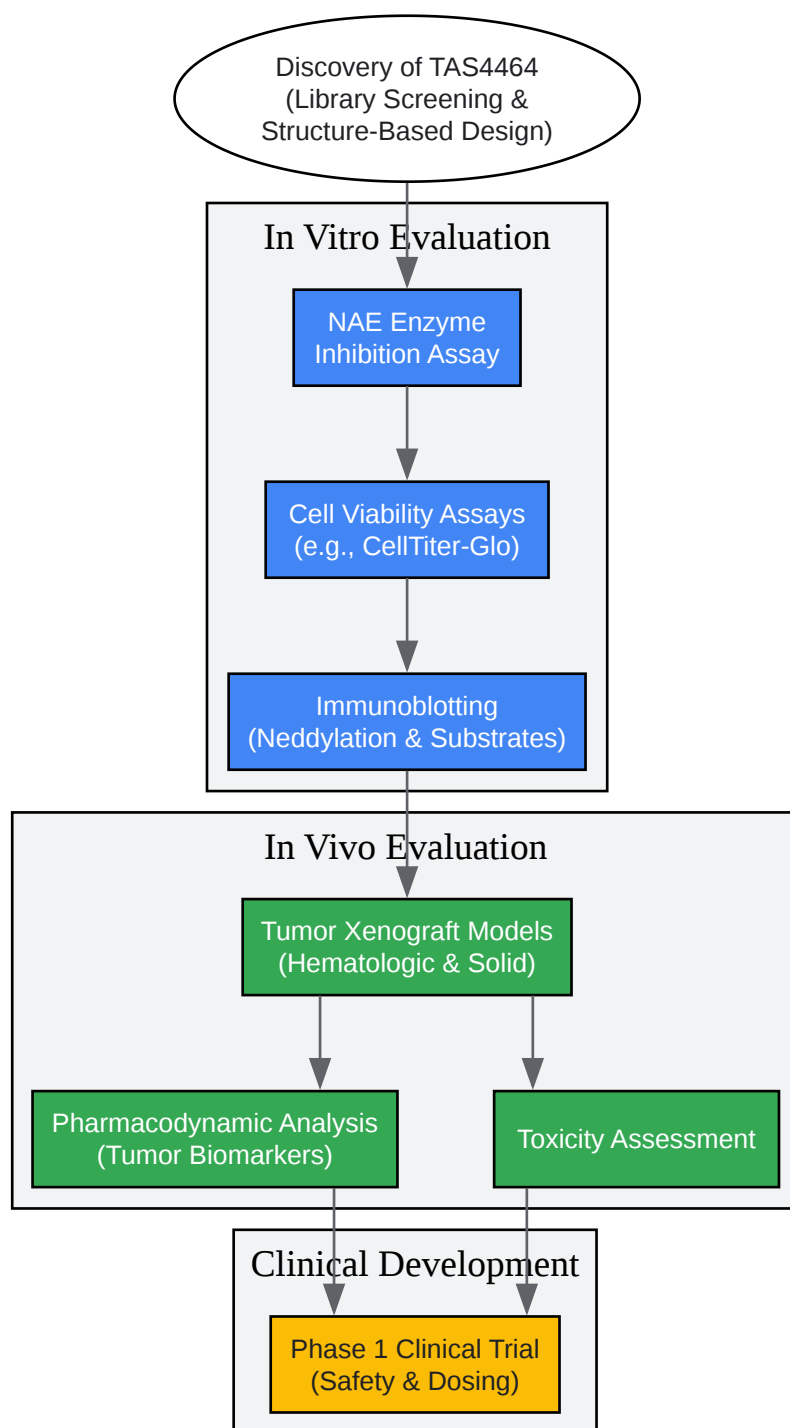 Discovery of TAS4464
(Library Screening &
Structure-Based Design)
In Vitro Evaluation
NAE Enzyme
Inhibition Assay
Cell Viability Assays
(e.g., CellTiter-Glo)
Immunoblotting
(Neddylation & Substrates)
In Vivo Evaluation
Tumor Xenograft Models
(Hematologic & Solid)
Pharmacodynamic Analysis
(Tumor Biomarkers)
Toxicity Assessment
Clinical Development
Phase 1 Clinical Trial
(Safety & Dosing)